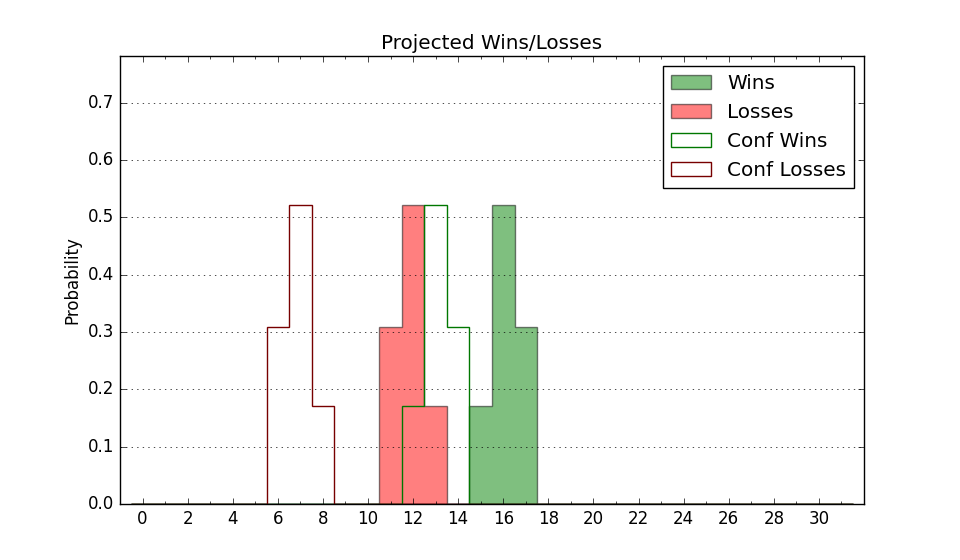 Projected Wins/Losses
Wins
Losses
Conf Wins
Conf Losses
Probability
0.7
0.6
0.5
0.4
0.3
0.2
0.1
0.0
0 2 4 6 8 10 12 14 16 18 20 22 24 26 28 30